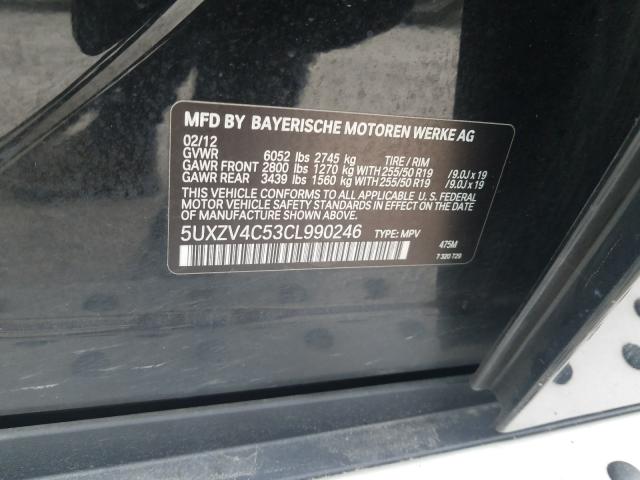 MFD BY BAYERISCHE MOTOREN WERKE AG
02/12
GVWR 6052 lbs 2745 kg TIRE / RIM
GAWR FRONT 2800 lbs 1270 kg WITH 255/50 R19 /9.0J x 19
GAWR REAR 3439 lbs 1560 kg WITH 255/50 R19 /9.0J x 19
THIS VEHICLE CONFORMS TO ALL APPLICABLE U.S. FEDERAL
MOTOR VEHICLE SAFETY STANDARDS IN EFFECT ON THE
DATE OF MANUFACTURE SHOWN ABOVE.
5UXZV4C53CL990246 TYPE: MPV
475M
7 320 729